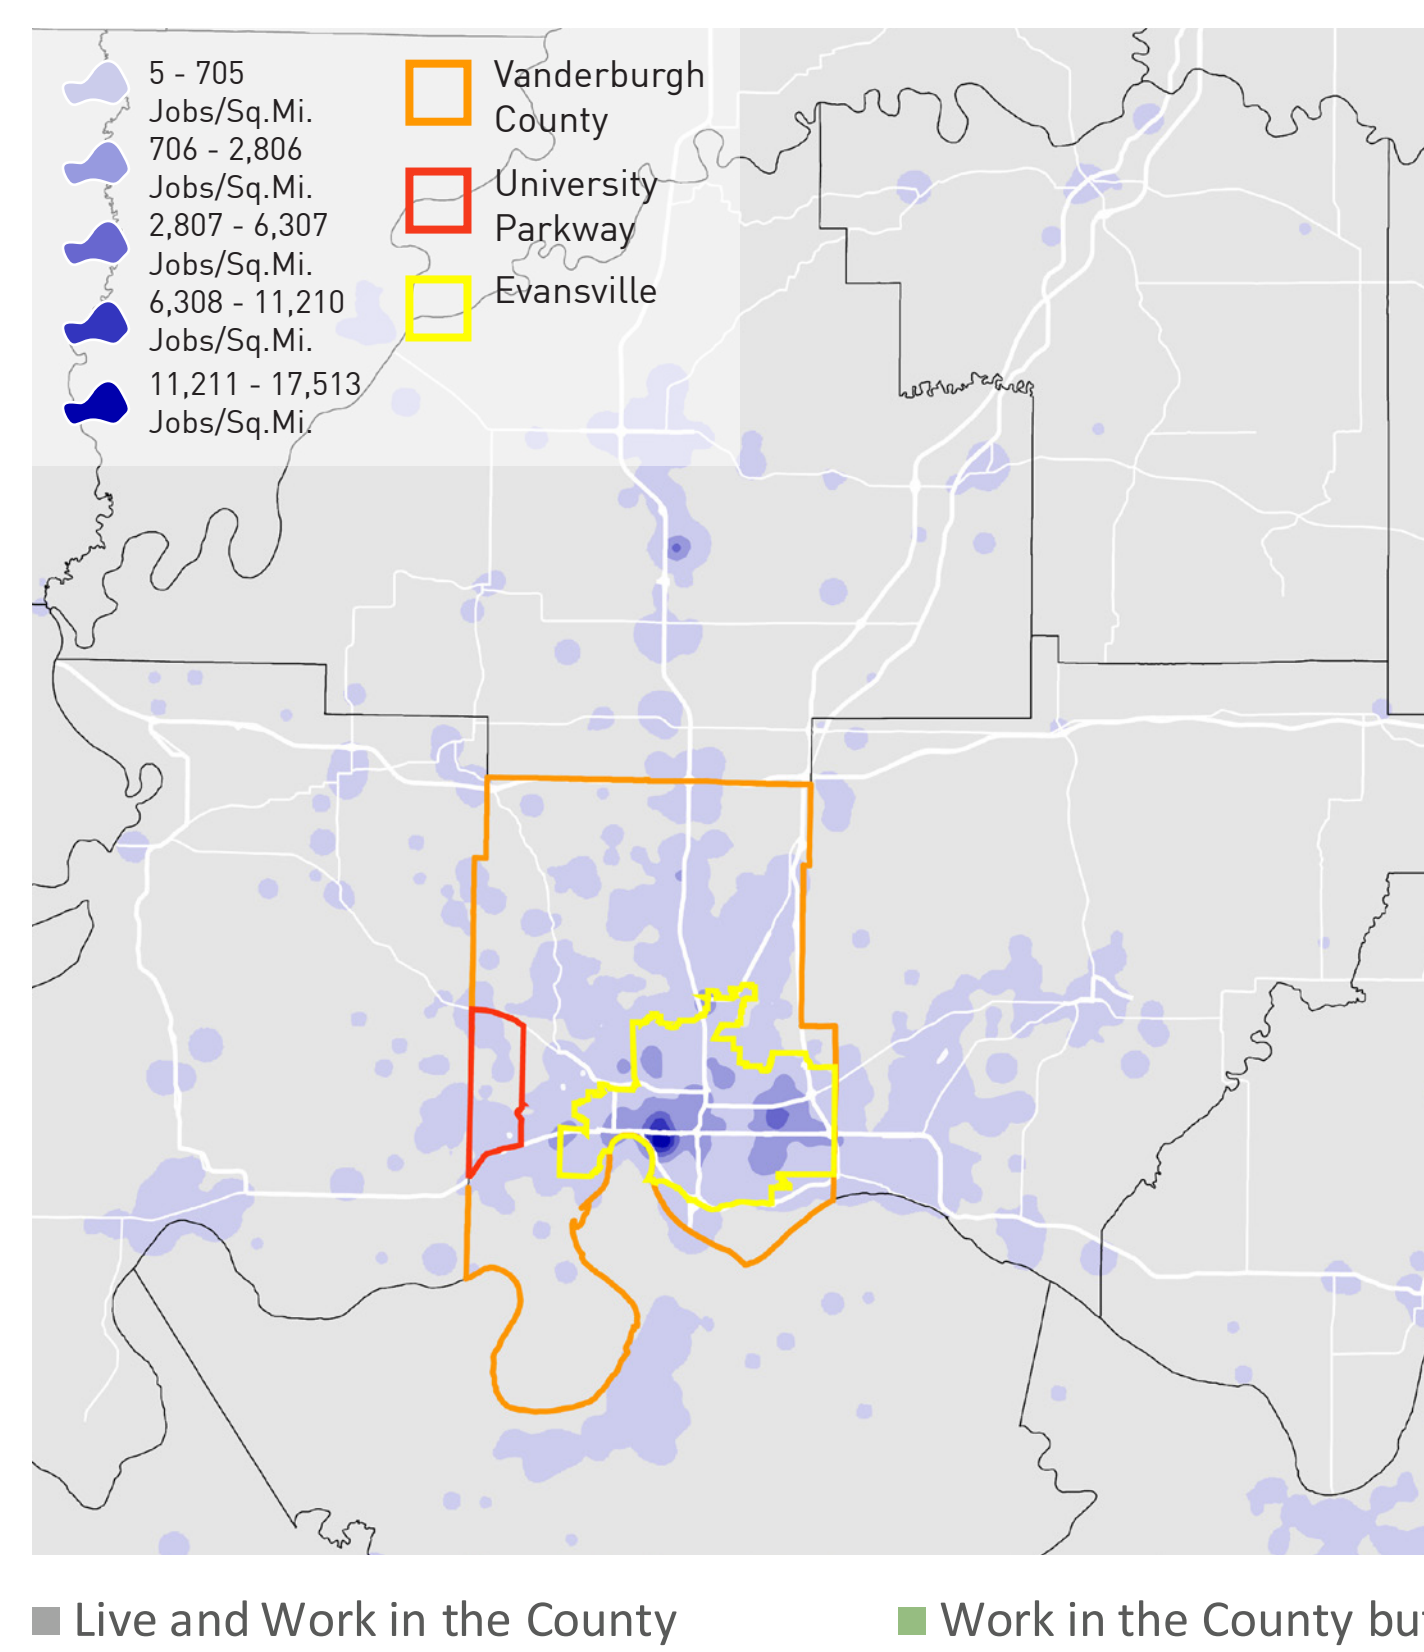 5 - 705
Jobs/Sq.Mi.
706 - 2,806
Jobs/Sq.Mi.
2,807 - 6,307
Jobs/Sq.Mi.
6,308 - 11,210
Jobs/Sq.Mi.
11,211 - 17,513
Jobs/Sq.Mi.
Vanderburgh
County
University
Parkway
Evansville
Live and Work in the County
Work in the County but